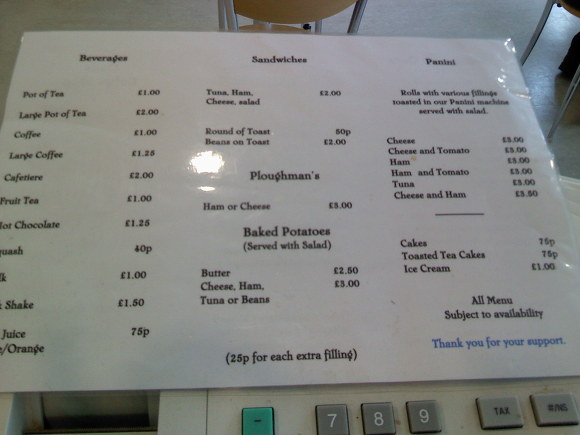 Beverages
Pot of Tea £1.00
Large Pot of Tea £2.00
Coffee £1.00
Large Coffee £1.25
Cafetiere £2.00
Fruit Tea £1.00
Hot Chocolate £1.25
quash 40p
lk £1.00
Shake £1.50
Juice 75p
/Orange
Sandwiches
Tuna, Ham, £2.00
Cheese, salad
Round of Toast 50p
Beans on Toast £2.00
Ploughman's
Ham or Cheese £3.00
Baked Potatoes
(Served with Salad)
Butter £2.50
Cheese, Ham, £3.00
Tuna or Beans
(25p for each extra filling)
Panini
Rolls with various fillings
toasted in our Panini machine
served with salad.
Cheese £3.00
Cheese and Tomato £3.00
Ham £3.00
Ham and Tomato £3.00
Tuna £3.00
Cheese and Ham £3.50
Cakes 75p
Toasted Tea Cakes 75p
Ice Cream £1.00
All Menu
Subject to availability
Thank you for your support.
- 7 8 9 TAX #/NS